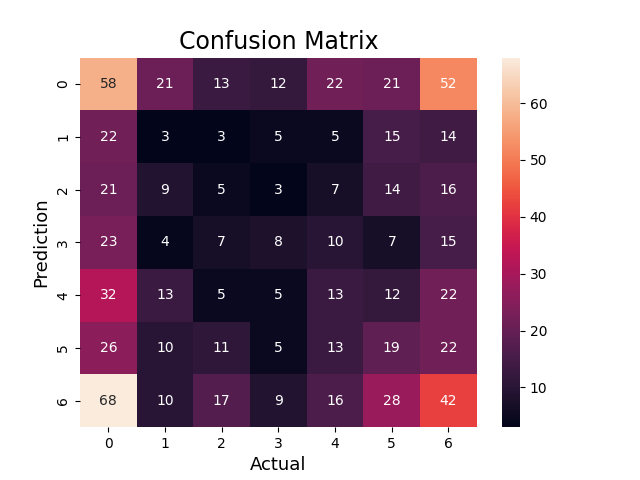 Confusion Matrix
0 58 21 13 12 22 21 52
1 22 3 3 5 5 15 14
2 21 9 5 3 7 14 16
3 23 4 7 8 10 7 15
4 32 13 5 5 13 12 22
5 26 10 11 5 13 19 22
6 68 10 17 9 16 28 42
0 1 2 3 4 5 6
Prediction
Actual
60
50
40
30
20
10